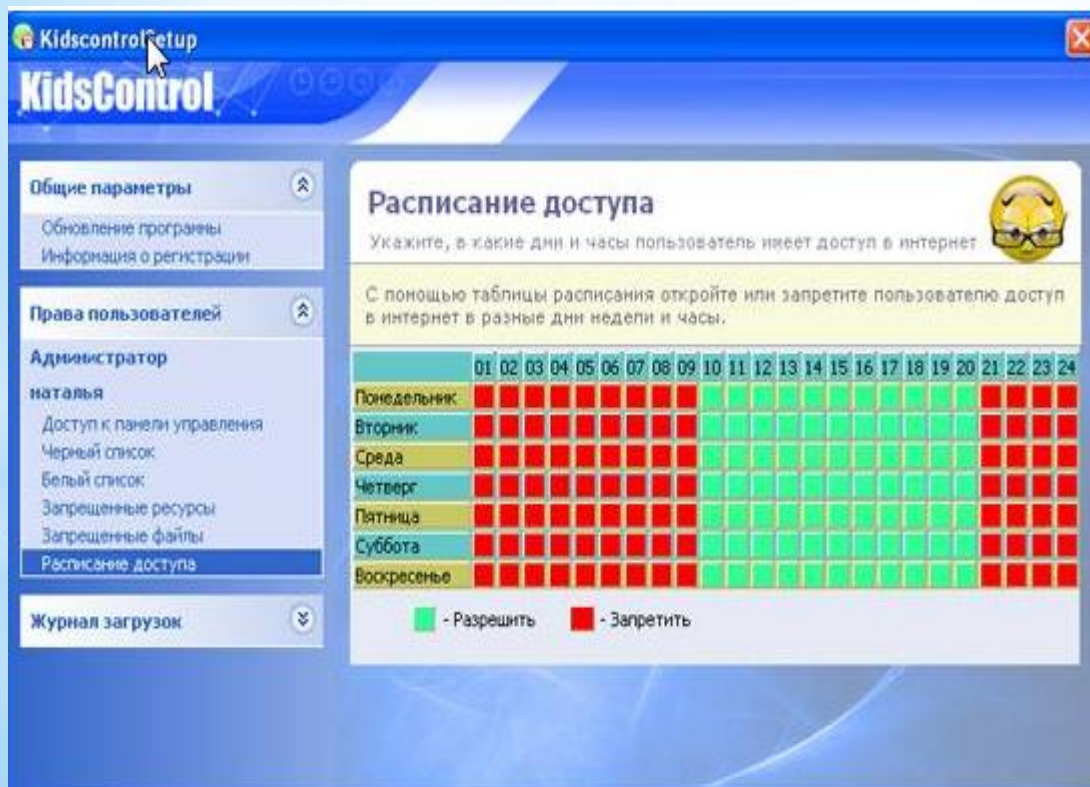 KidscontrolSetup
KidsControl
Общие параметры
Обновление программы
Информация о регистрации
Права пользователей
Администратор
наталья
Доступ к панели управления
Черный список
Белый список
Запрещенные ресурсы
Запрещенные файлы
Расписание доступа
Журнал загрузок
Расписание доступа
Укажите, в какие дни и часы пользователь имеет доступ в интернет
С помощью таблицы расписания откройте или запретите пользователю доступ
в интернет в разные дни недели и часы.
01 02 03 04 05 06 07 08 09 10 11 12 13 14 15 16 17 18 19 20 21 22 23 24
Понедельник
Вторник
Среда
Четверг
Пятница
Суббота
Воскресенье
- Разрешить - Запретить